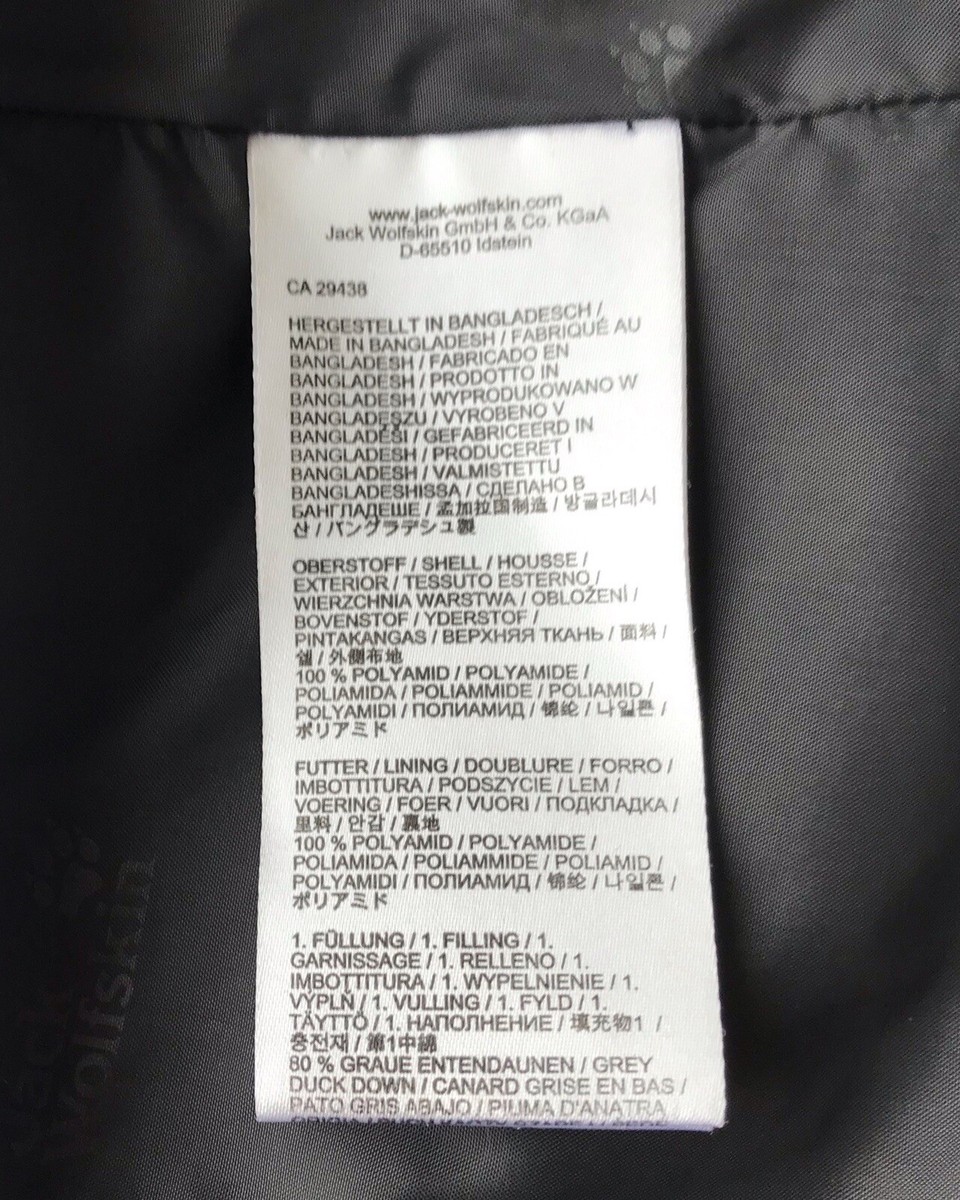 www.jack-wolfskin.com
Jack Wolfskin GmbH & Co. KGaA
D-65510 Idstein
CA 29438
HERGESTELLT IN BANGLADESCH /
MADE IN BANGLADESH / FABRIQUÉ AU
BANGLADESH / FABRICADO EN
BANGLADESH / PRODOTTO IN
BANGLADESH / WYPRODUKOWANO W
BANGLADESZU / VYROBENO V
BANGLADÉŠI / GEFABRICEERD IN
BANGLADESH / PRODUCERET I
BANGLADESH / VALMISTETTU
BANGLADESHISSA / СДЕЛАНО В
БАНГЛАДЕШЕ / 孟加拉国制造 / 방글라데시
산 / バングラデシュ製
OBERSTOFF / SHELL / HOUSSE /
EXTERIOR / TESSUTO ESTERNO /
WIERZCHNIA WARSTWA / OBLOŽENÍ /
BOVENSTOF / YDERSTOF /
PINTAKANGAS / ВЕРХНЯЯ ТКАНЬ / 面料 /
쉘 / 外側布地
100 % POLYAMID / POLYAMIDE /
POLIAMIDA / POLIAMMIDE / POLIAMID /
POLYAMIDI / ПОЛИАМИД / 锦纶 / 나일론 /
ポリアミド
FUTTER / LINING / DOUBLURE / FORRO /
IMBOTTITURA / PODSZYCIE / LEM /
VOERING / FOER / VUORI / ПОДКЛАДКА /
里料 / 안감 / 裏地
100 % POLYAMID / POLYAMIDE /
POLIAMIDA / POLIAMMIDE / POLIAMID /
POLYAMIDI / ПОЛИАМИД / 锦纶 / 나일론 /
ポリアミド
1. FÜLLUNG / 1. FILLING / 1.
GARNISSAGE / 1. RELLENO / 1.
IMBOTTITURA / 1. WYPEŁNIENIE / 1.
VÝPLŇ / 1. VULLING / 1. FYLD / 1.
TÄYTTÖ / 1. НАПОЛНЕНИЕ / 填充物1 /
충전재 / 第1中綿
80 % GRAUE ENTENDAUNEN / GREY
DUCK DOWN / CANARD GRISE EN BAS /
PATO GRIS ABAJO / PIUMA D'ANATRA
Jack
Wolfskin